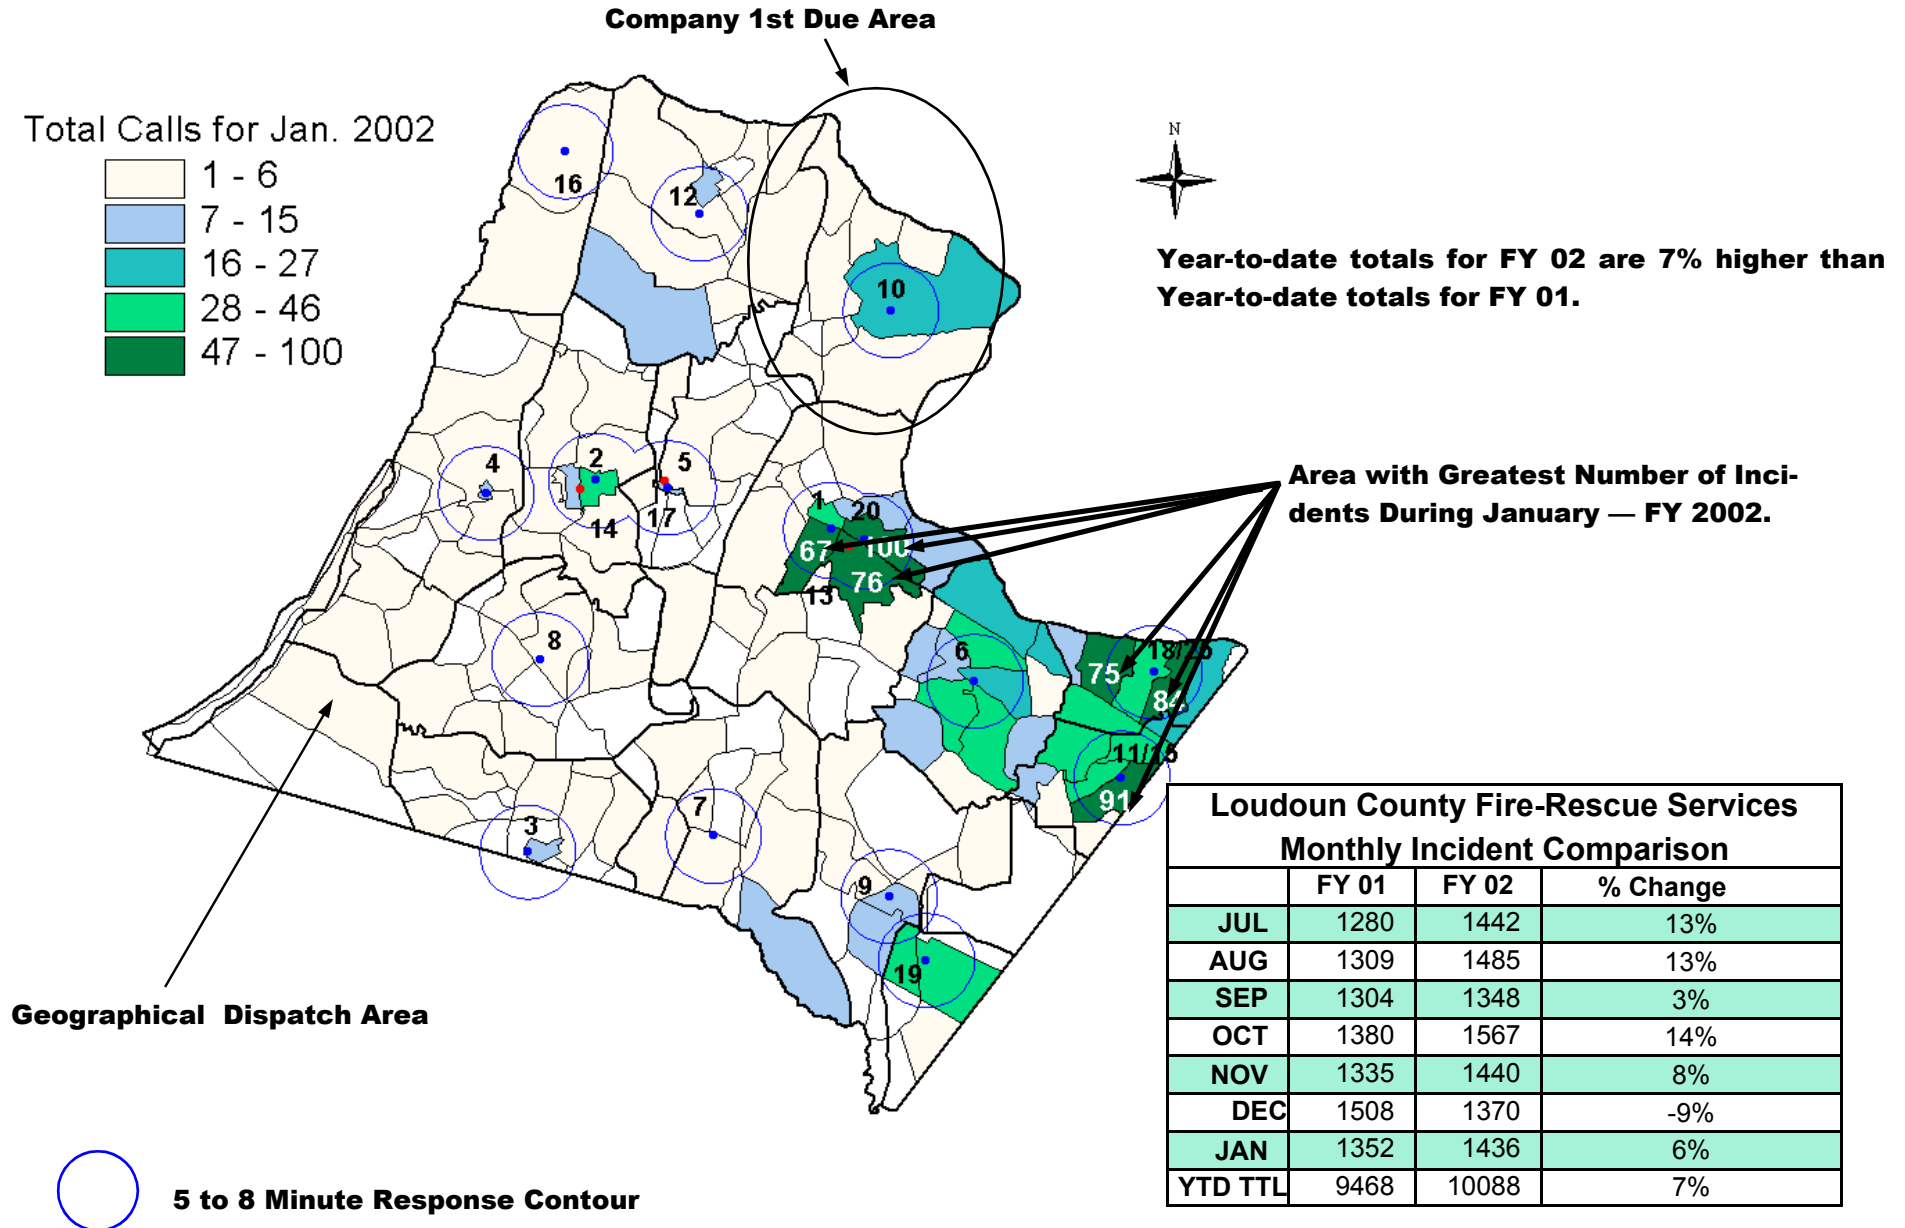 Company 1st Due Area
Total Calls for Jan. 2002
1 - 6
7 - 15
16 - 27
28 - 46
47 - 100
N
Year-to-date totals for FY 02 are 7% higher than
Year-to-date totals for FY 01.
16
12
10
4
2
5
14
17
1
20
67
100
76
13
Area with Greatest Number of Inci-
dents During January — FY 2002.
8
6
75
18/25
84
11/15
91
7
3
9
19
Geographical Dispatch Area
5 to 8 Minute Response Contour
Loudoun County Fire-Rescue Services
Monthly Incident Comparison
FY 01 FY 02 % Change
JUL 1280 1442 13%
AUG 1309 1485 13%
SEP 1304 1348 3%
OCT 1380 1567 14%
NOV 1335 1440 8%
DEC 1508 1370 -9%
JAN 1352 1436 6%
YTD TTL 9468 10088 7%